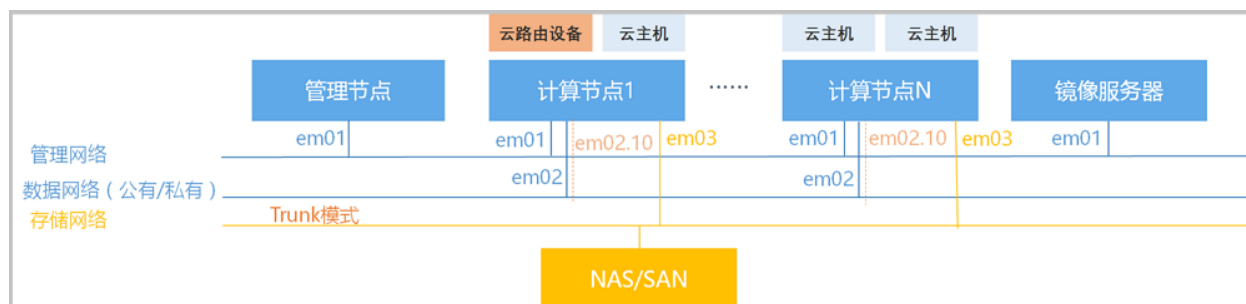 云路由设备 云主机 云主机 云主机
管理节点 计算节点1 ...... 计算节点N 镜像服务器
em01 em01 em02.10 em03 em01 em02.10 em03 em01
管理网络
em02 em02
数据网络（公有/私有）
存储网络 Trunk模式
NAS/SAN